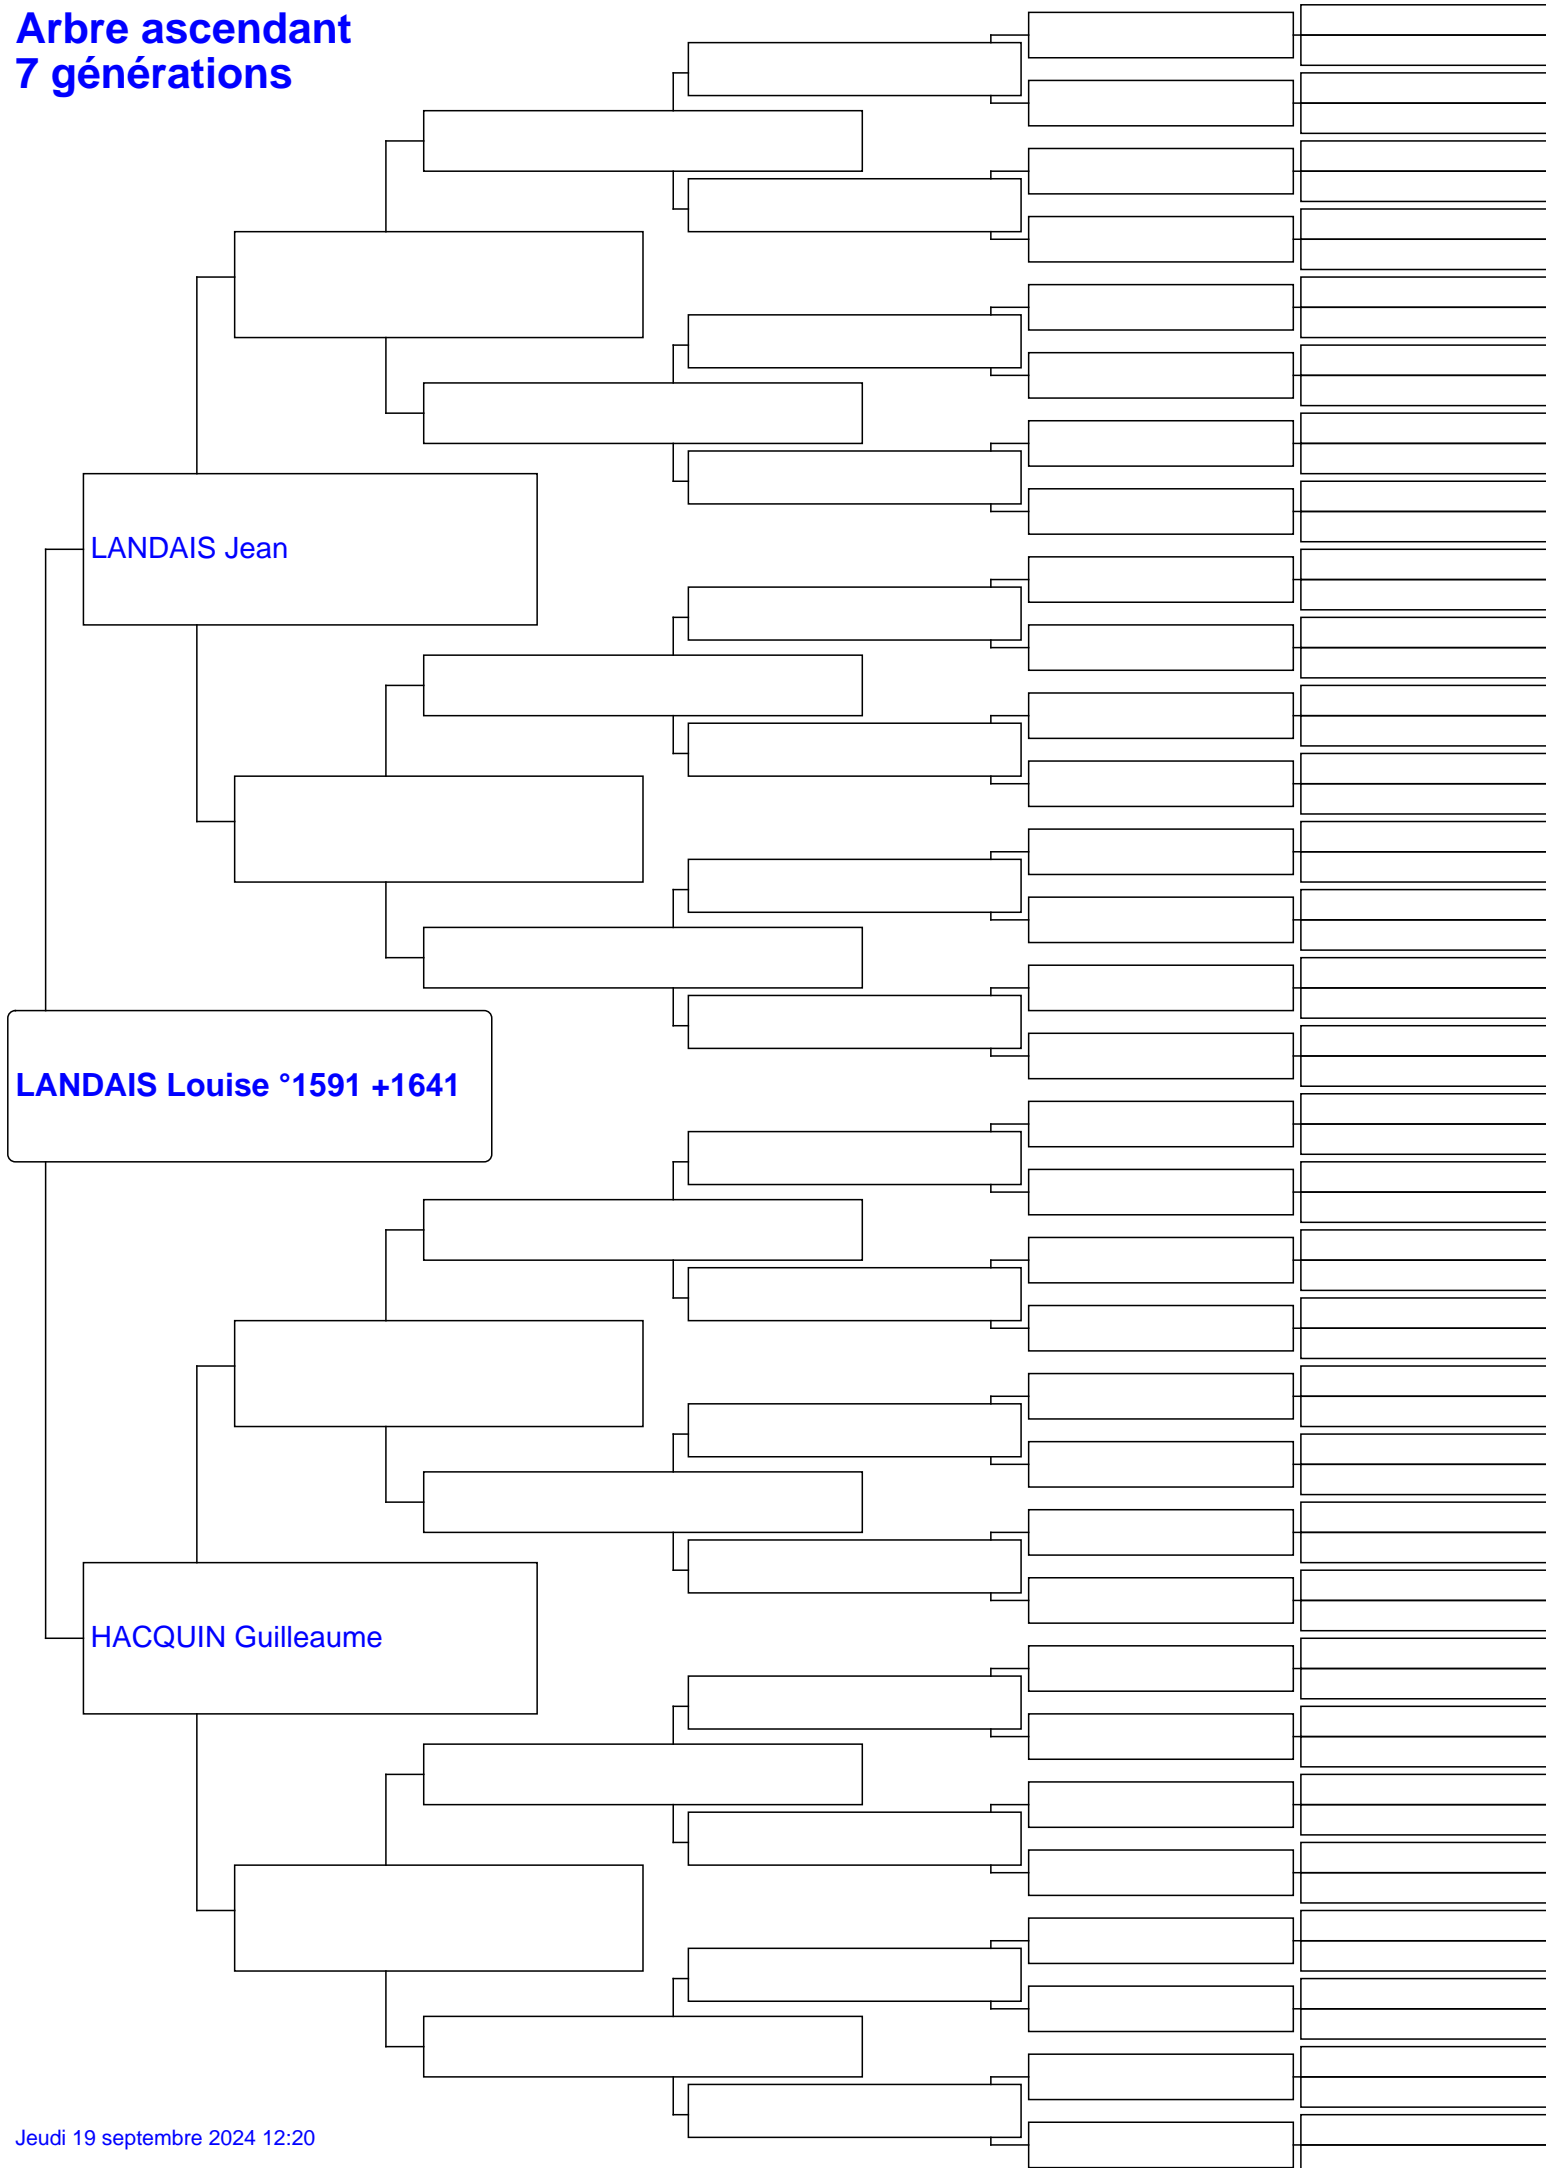 Arbre ascendant
7 générations
LANDAIS Jean
LANDAIS Louise °1591 +1641
HACQUIN Guilleaume
Jeudi 19 septembre 2024 12:20